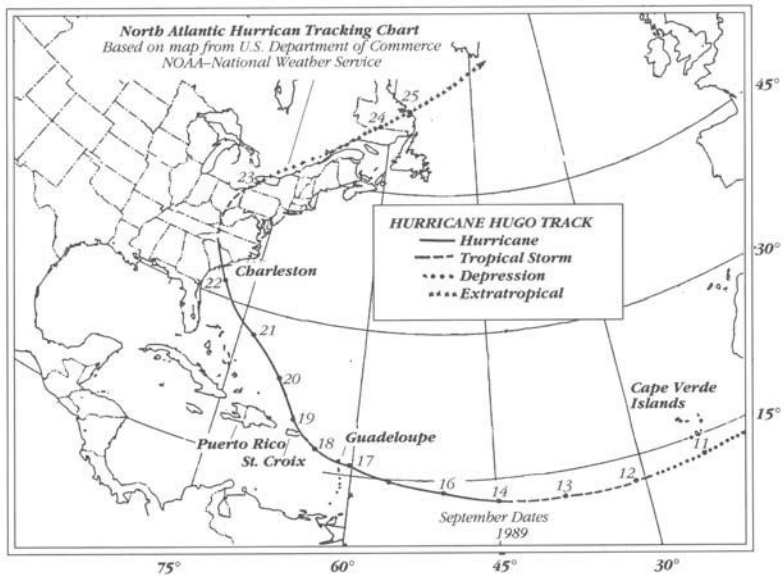 North Atlantic Hurrican Tracking Chart
Based on map from U.S. Department of Commerce
NOAA–National Weather Service
45°
25
24
23
HURRICANE HUGO TRACK
Hurricane
Tropical Storm
Depression
Extratropical
30°
Charleston
22
21
20
Cape Verde
Islands
15°
19
Puerto Rico
St. Croix
18
Guadeloupe
17
16
14
13
12
11
September Dates
1989
75°
60°
45°
30°